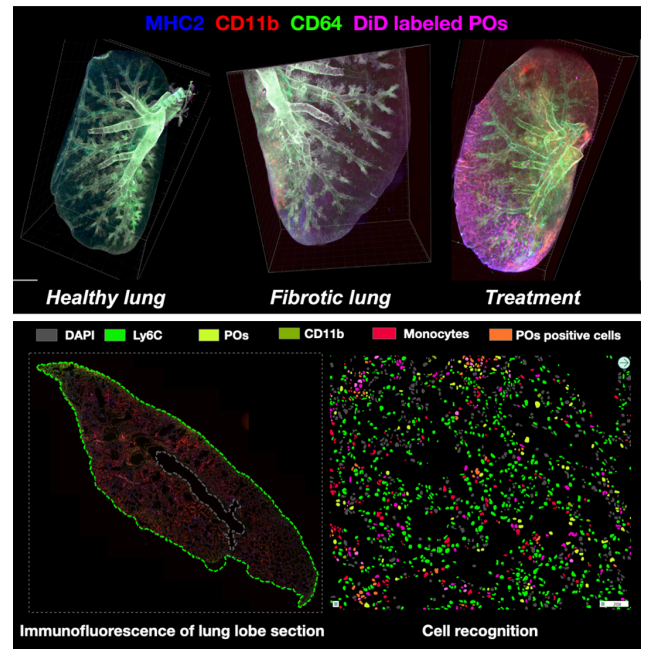 MHC2 CD11b CD64 DiD labeled POs
Healthy lung Fibrotic lung Treatment
DAPI Ly6C POs CD11b Monocytes POs positive cells
Immunofluorescence of lung lobe section Cell recognition